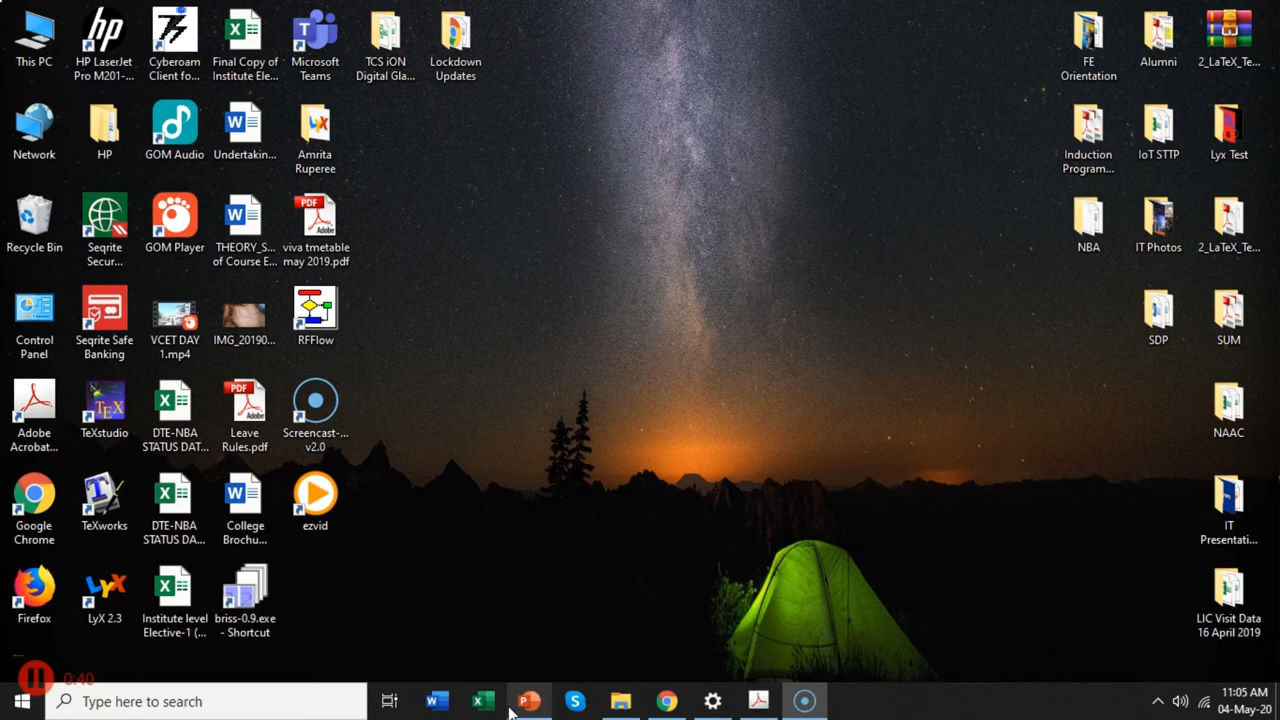 This PC
HP LaserJet
Pro M201-...
Cyberoam
Client fo...
Final Copy of
Institute Ele...
Microsoft
Teams
TCS iON
Digital Gla...
Lockdown
Updates
FE
Orientation
Alumni
2_LaTeX_Te...
Network
HP
GOM Audio
Undertakin...
Amrita
Ruperee
Induction
Program...
IoT STTP
Lyx Test
Recycle Bin
Seqrite
Secur...
GOM Player
THEORY_S...
of Course E...
PDF
viva tmetable
may 2019.pdf
NBA
IT Photos
2_LaTeX_Te...
Control
Panel
Seqrite Safe
Banking
VCET DAY
1.mp4
IMG_20190...
RFFlow
SDP
SUM
Adobe
Acrobat...
TEX
TeXstudio
DTE-NBA
STATUS DAT...
PDF
Adobe
Leave
Rules.pdf
Screencast-...
v2.0
NAAC
Google
Chrome
TeXworks
DTE-NBA
STATUS DA...
College
Brochu...
ezvid
IT
Presentati...
Firefox
LyX 2.3
Institute level
Elective-1 (...
briss-0.9.exe
- Shortcut
LIC Visit Data
16 April 2019
0:40
Type here to search
11:05 AM
04-May-20